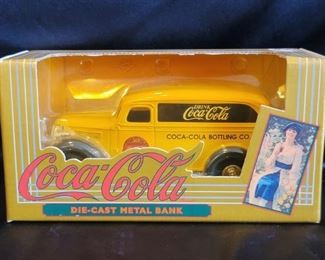 DRINK
Coca-Cola
COCA-COLA BOTTLING CO.
Coca-Cola
DIE-CAST METAL BANK